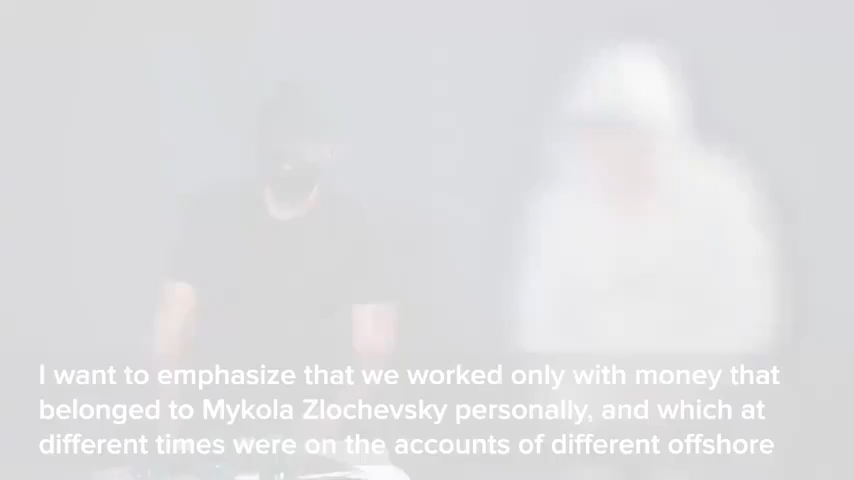 I want to emphasize that we worked only with money that
belonged to Mykola Zlochevsky personally, and which at
different times were on the accounts of different offshore